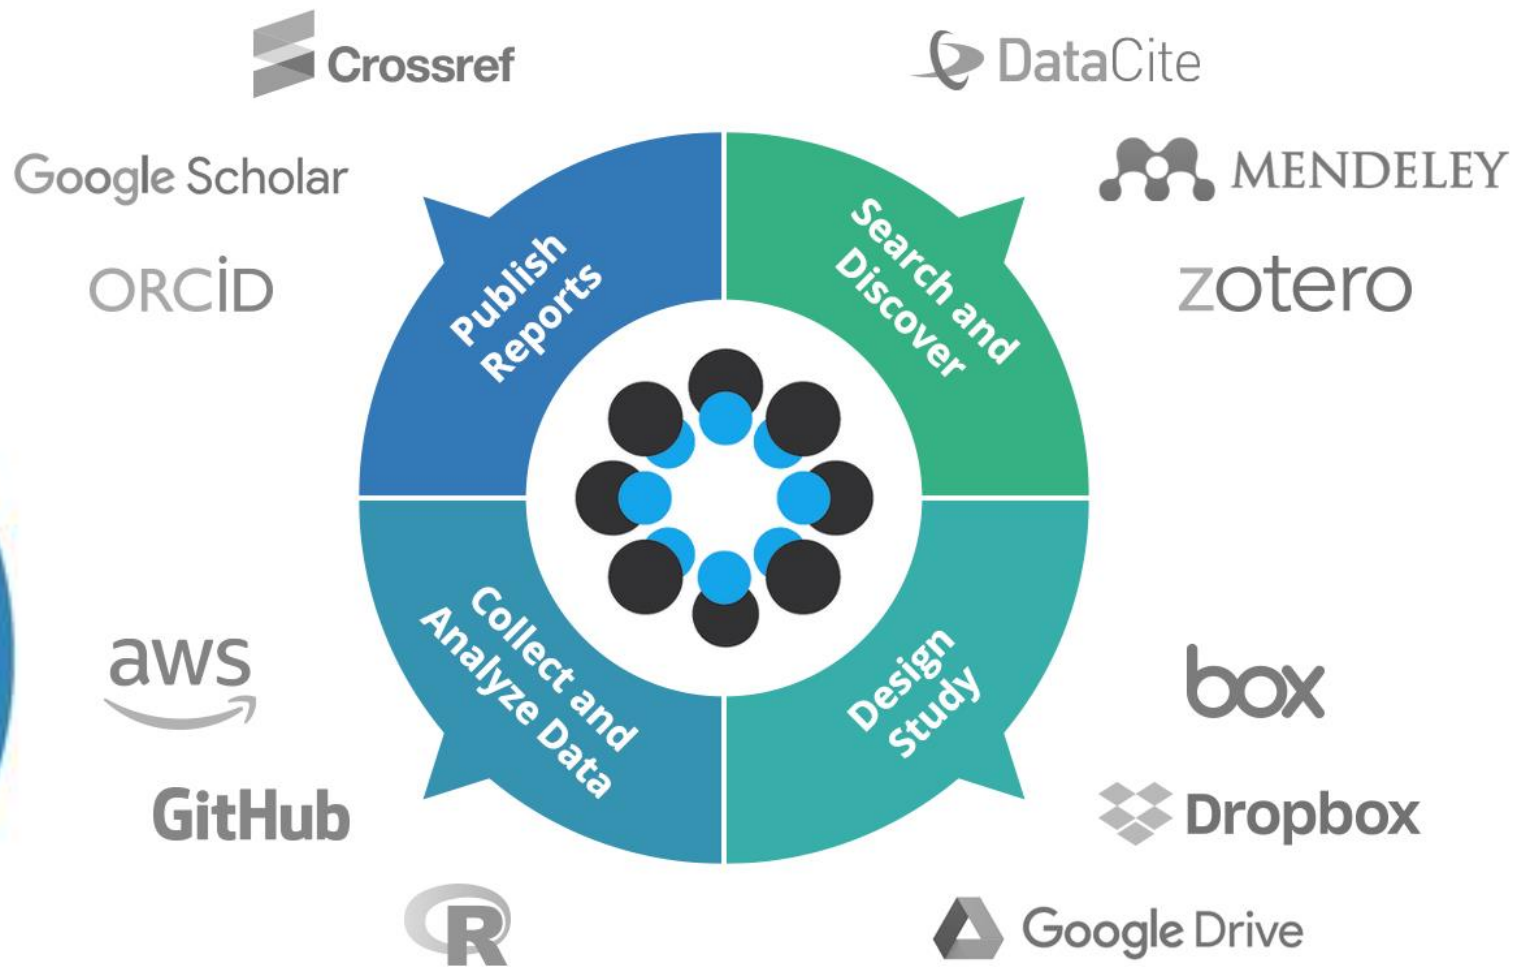 Crossref
DataCite
Google Scholar
MENDELEY
ORCID
zotero
Publish
Reports
Search and
Discover
Collect and
Analyze Data
Design
Study
aws
box
GitHub
Dropbox
R
Google Drive